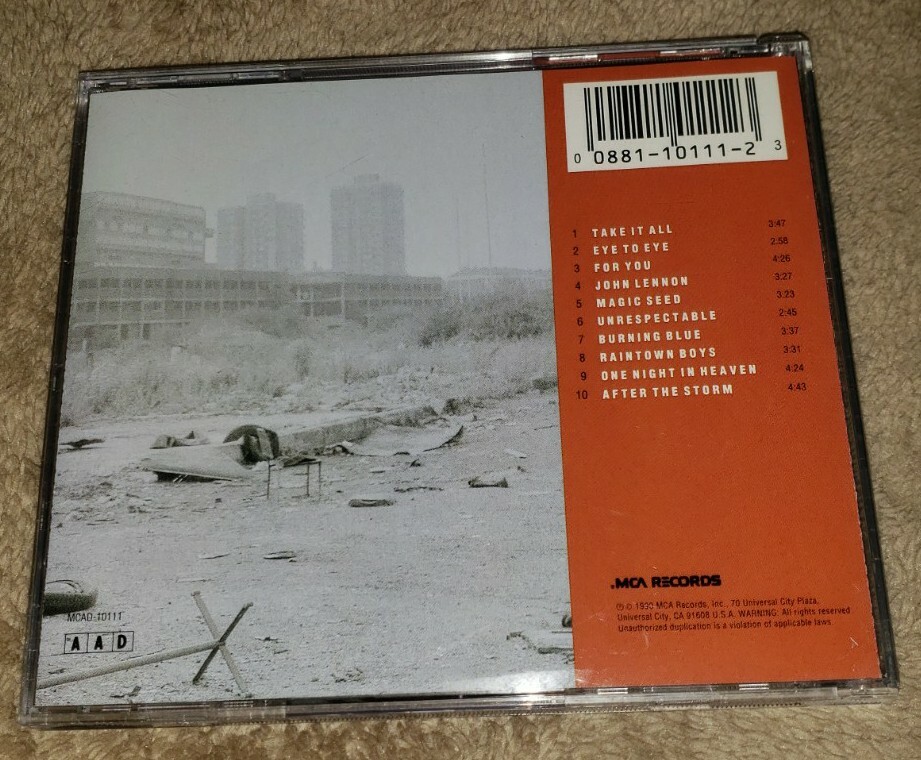 0 0881-10111-2 3
1 TAKE IT ALL 3:47
2 EYE TO EYE 2:58
3 FOR YOU 4:26
4 JOHN LENNON 3:27
5 MAGIC SEED 3:23
6 UNRESPECTABLE 2:45
7 BURNING BLUE 3:37
8 RAINTOWN BOYS 3:31
9 ONE NIGHT IN HEAVEN 4:24
10 AFTER THE STORM 4:43
.MCA RECORDS
℗ © 1990 MCA Records, Inc., 70 Universal City Plaza,
Universal City, CA 91608 U.S.A. WARNING: All rights reserved
Unauthorized duplication is a violation of applicable laws
MCAD-10111
A A D